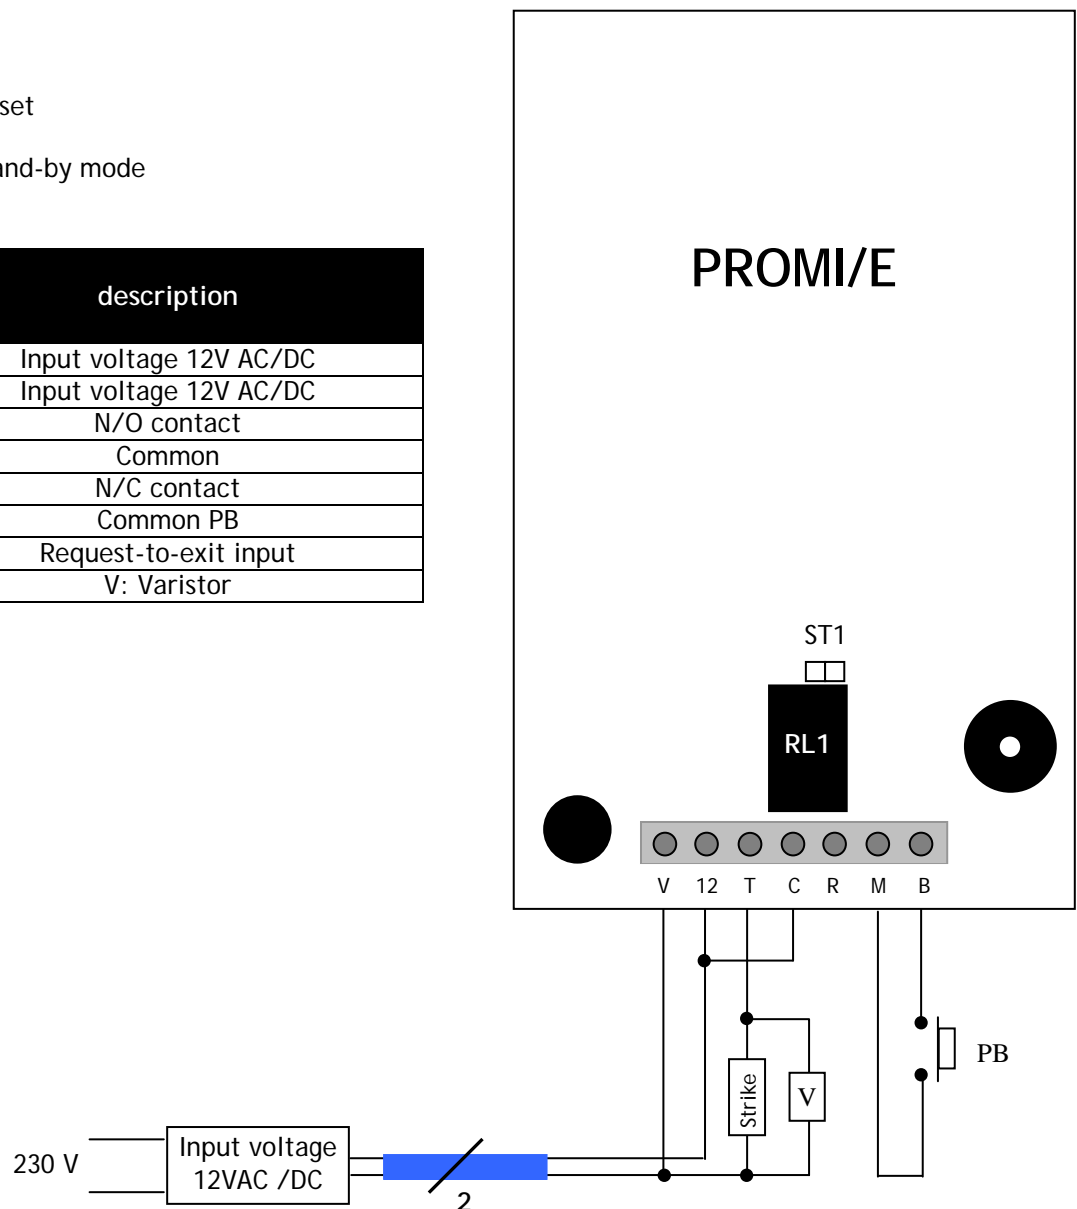 set
and-by mode
description
Input voltage 12V AC/DC
Input voltage 12V AC/DC
N/O contact
Common
N/C contact
Common PB
Request-to-exit input
V: Varistor
PROMI/E
ST1
RL1
V 12 T C R M B
PB
Strike
V
230 V
Input voltage
12VAC /DC
2